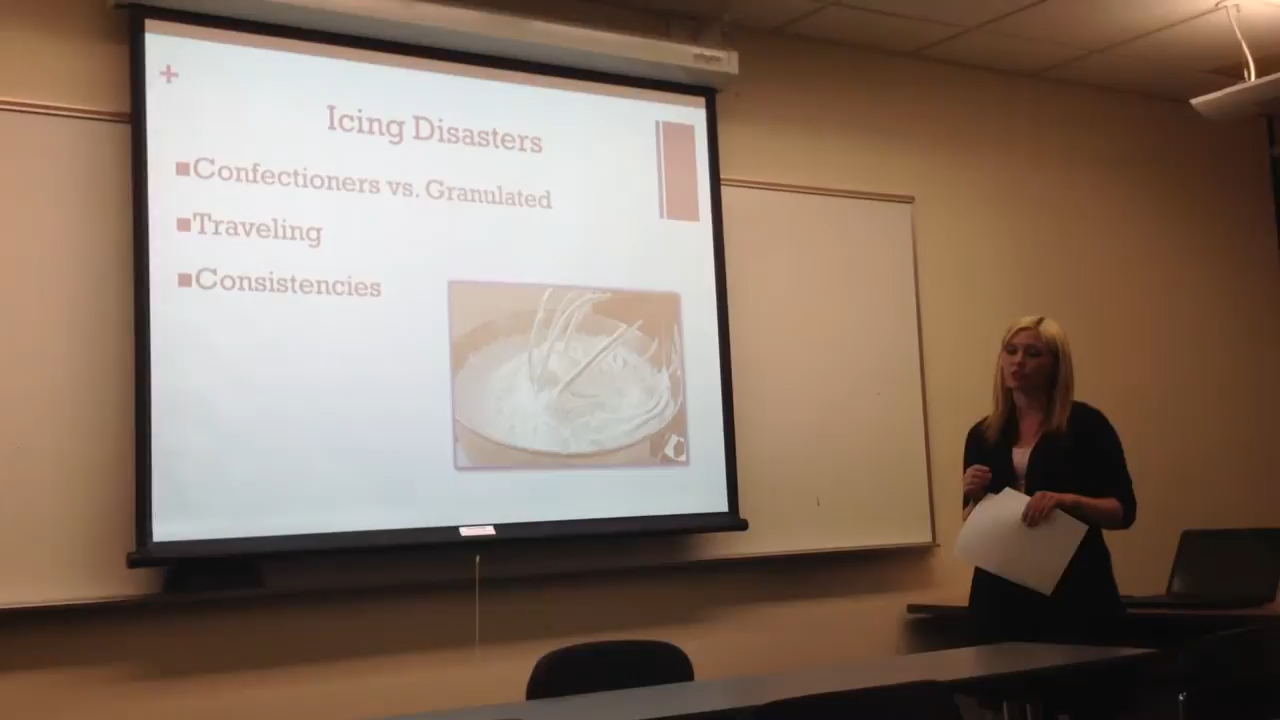 +
Icing Disasters
■Confectioners vs. Granulated
■Traveling
■Consistencies